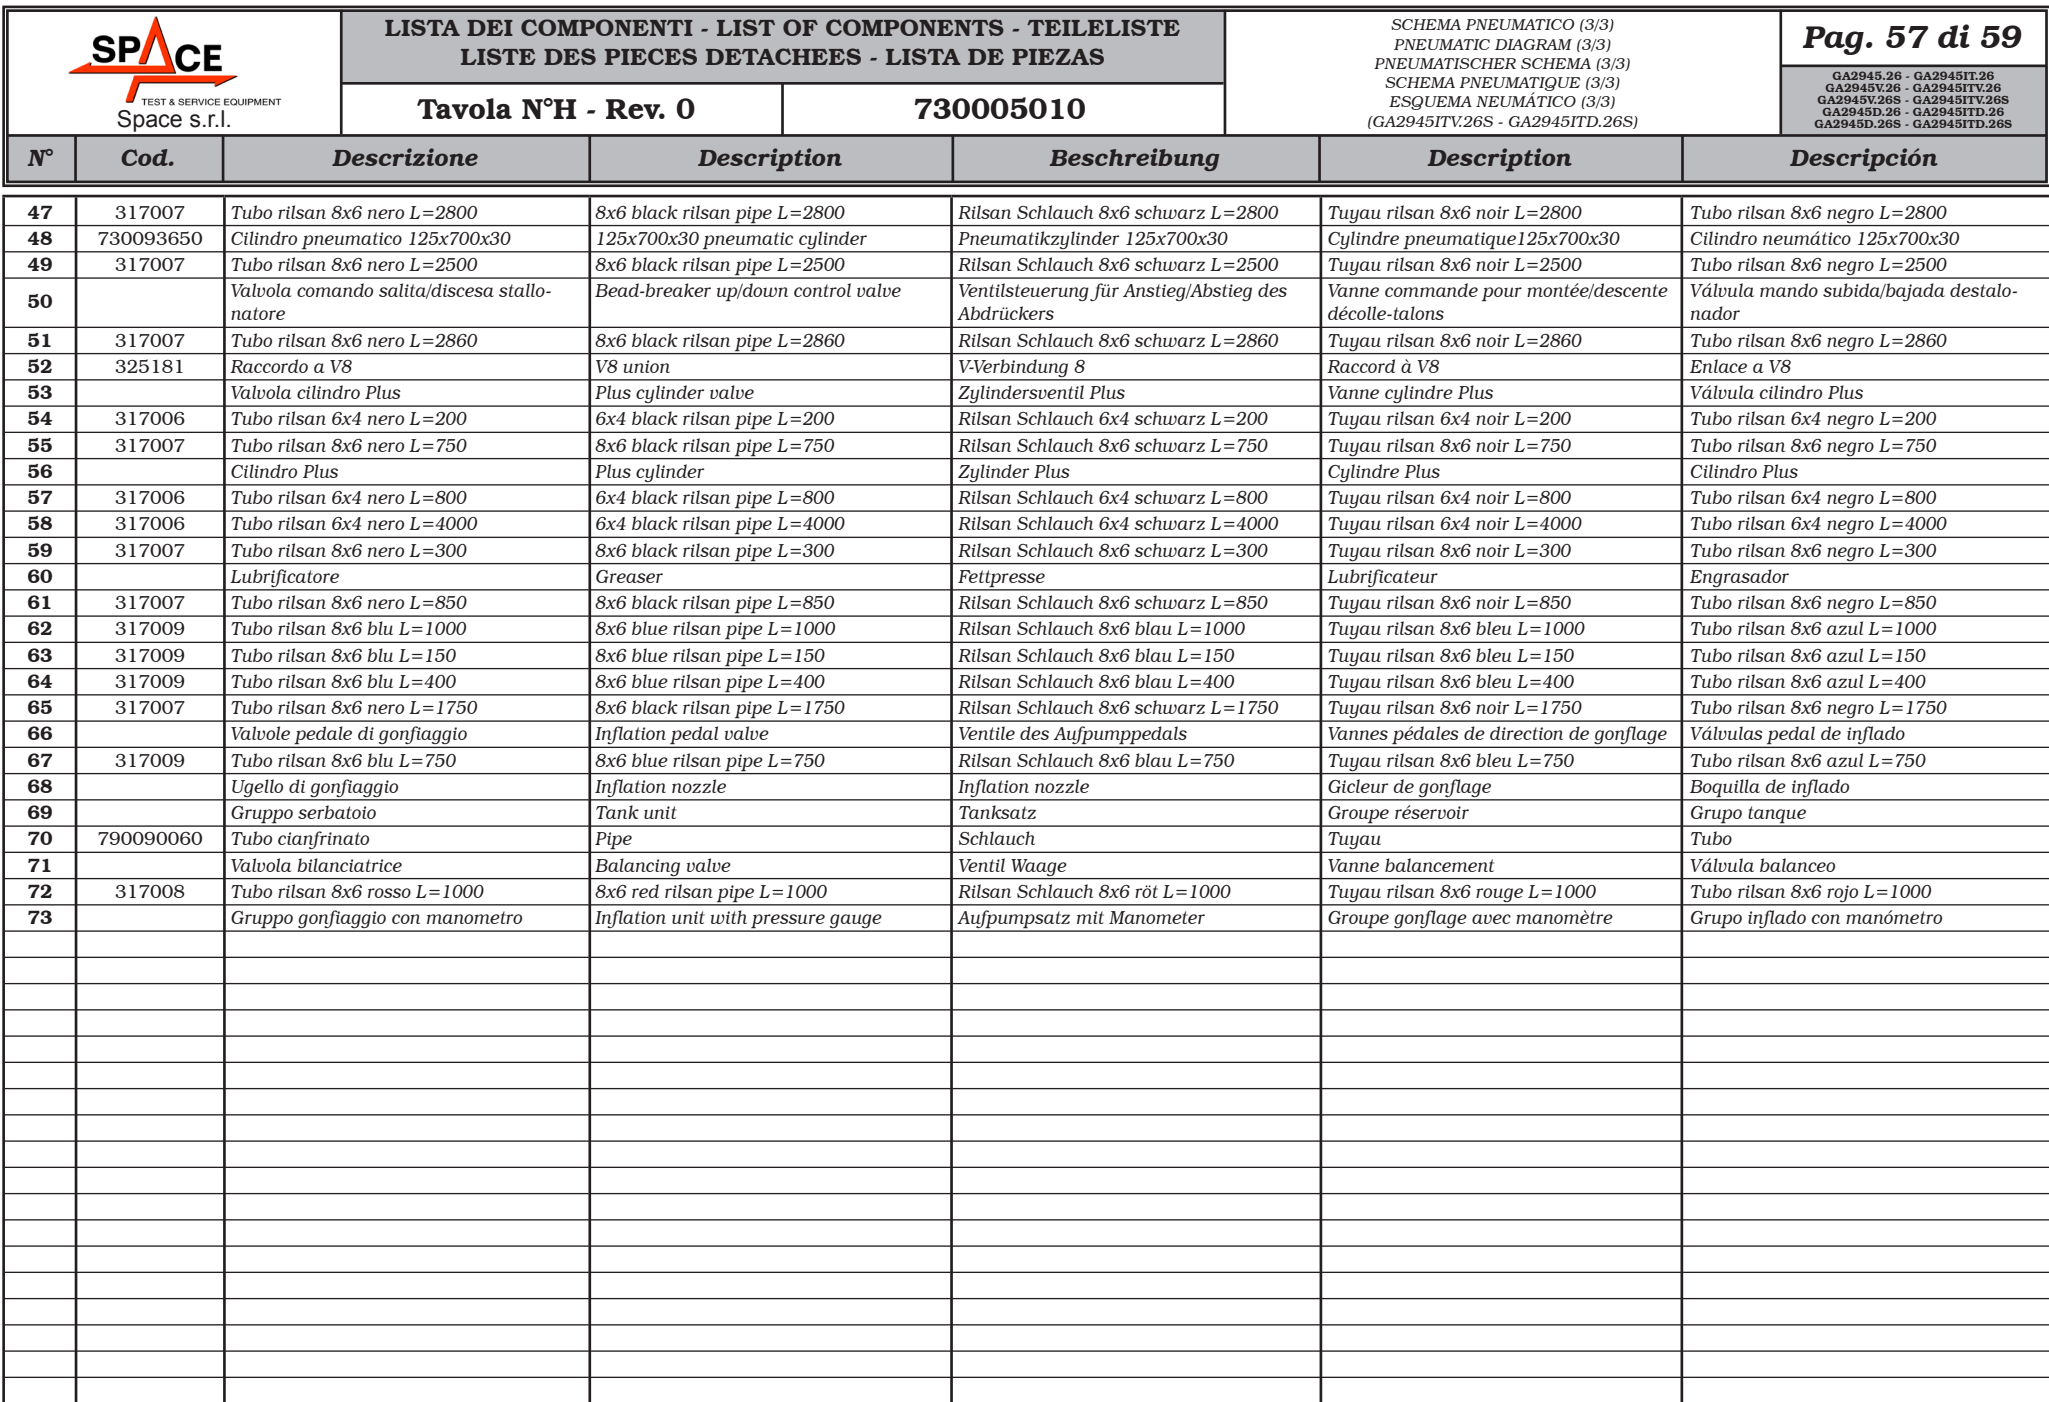 SPACE
TEST & SERVICE EQUIPMENT
Space s.r.l.
LISTA DEI COMPONENTI - LIST OF COMPONENTS - TEILELISTE
LISTE DES PIECES DETACHEES - LISTA DE PIEZAS
Tavola N°H - Rev. 0 730005010
SCHEMA PNEUMATICO (3/3)
PNEUMATIC DIAGRAM (3/3)
PNEUMATISCHER SCHEMA (3/3)
SCHEMA PNEUMATIQUE (3/3)
ESQUEMA NEUMÁTICO (3/3)
(GA2945ITV.26S - GA2945ITD.26S)
Pag. 57 di 59
GA2945.26 - GA2945IT.26
GA2945V.26 - GA2945ITV.26
GA2945V.26S - GA2945ITV.26S
GA2945D.26 - GA2945ITD.26
GA2945D.26S - GA2945ITD.26S
N° Cod. Descrizione Description Beschreibung Description Descripción
47 317007 Tubo rilsan 8x6 nero L=2800 8x6 black rilsan pipe L=2800 Rilsan Schlauch 8x6 schwarz L=2800 Tuyau rilsan 8x6 noir L=2800 Tubo rilsan 8x6 negro L=2800
48 730093650 Cilindro pneumatico 125x700x30 125x700x30 pneumatic cylinder Pneumatikzylinder 125x700x30 Cylindre pneumatique125x700x30 Cilindro neumático 125x700x30
49 317007 Tubo rilsan 8x6 nero L=2500 8x6 black rilsan pipe L=2500 Rilsan Schlauch 8x6 schwarz L=2500 Tuyau rilsan 8x6 noir L=2500 Tubo rilsan 8x6 negro L=2500
50 Valvola comando salita/discesa stallo- Bead-breaker up/down control valve Ventilsteuerung für Anstieg/Abstieg des Vanne commande pour montée/descente Válvula mando subida/bajada destalo-
natore Abdrückers décolle-talons nador
51 317007 Tubo rilsan 8x6 nero L=2860 8x6 black rilsan pipe L=2860 Rilsan Schlauch 8x6 schwarz L=2860 Tuyau rilsan 8x6 noir L=2860 Tubo rilsan 8x6 negro L=2860
52 325181 Raccordo a V8 V8 union V-Verbindung 8 Raccord à V8 Enlace a V8
53 Valvola cilindro Plus Plus cylinder valve Zylindersventil Plus Vanne cylindre Plus Válvula cilindro Plus
54 317006 Tubo rilsan 6x4 nero L=200 6x4 black rilsan pipe L=200 Rilsan Schlauch 6x4 schwarz L=200 Tuyau rilsan 6x4 noir L=200 Tubo rilsan 6x4 negro L=200
55 317007 Tubo rilsan 8x6 nero L=750 8x6 black rilsan pipe L=750 Rilsan Schlauch 8x6 schwarz L=750 Tuyau rilsan 8x6 noir L=750 Tubo rilsan 8x6 negro L=750
56 Cilindro Plus Plus cylinder Zylinder Plus Cylindre Plus Cilindro Plus
57 317006 Tubo rilsan 6x4 nero L=800 6x4 black rilsan pipe L=800 Rilsan Schlauch 6x4 schwarz L=800 Tuyau rilsan 6x4 noir L=800 Tubo rilsan 6x4 negro L=800
58 317006 Tubo rilsan 6x4 nero L=4000 6x4 black rilsan pipe L=4000 Rilsan Schlauch 6x4 schwarz L=4000 Tuyau rilsan 6x4 noir L=4000 Tubo rilsan 6x4 negro L=4000
59 317007 Tubo rilsan 8x6 nero L=300 8x6 black rilsan pipe L=300 Rilsan Schlauch 8x6 schwarz L=300 Tuyau rilsan 8x6 noir L=300 Tubo rilsan 8x6 negro L=300
60 Lubrificatore Greaser Fettpresse Lubrificateur Engrasador
61 317007 Tubo rilsan 8x6 nero L=850 8x6 black rilsan pipe L=850 Rilsan Schlauch 8x6 schwarz L=850 Tuyau rilsan 8x6 noir L=850 Tubo rilsan 8x6 negro L=850
62 317009 Tubo rilsan 8x6 blu L=1000 8x6 blue rilsan pipe L=1000 Rilsan Schlauch 8x6 blau L=1000 Tuyau rilsan 8x6 bleu L=1000 Tubo rilsan 8x6 azul L=1000
63 317009 Tubo rilsan 8x6 blu L=150 8x6 blue rilsan pipe L=150 Rilsan Schlauch 8x6 blau L=150 Tuyau rilsan 8x6 bleu L=150 Tubo rilsan 8x6 azul L=150
64 317009 Tubo rilsan 8x6 blu L=400 8x6 blue rilsan pipe L=400 Rilsan Schlauch 8x6 blau L=400 Tuyau rilsan 8x6 bleu L=400 Tubo rilsan 8x6 azul L=400
65 317007 Tubo rilsan 8x6 nero L=1750 8x6 black rilsan pipe L=1750 Rilsan Schlauch 8x6 schwarz L=1750 Tuyau rilsan 8x6 noir L=1750 Tubo rilsan 8x6 negro L=1750
66 Valvole pedale di gonfiaggio Inflation pedal valve Ventile des Aufpumppedals Vannes pédales de direction de gonflage Válvulas pedal de inflado
67 317009 Tubo rilsan 8x6 blu L=750 8x6 blue rilsan pipe L=750 Rilsan Schlauch 8x6 blau L=750 Tuyau rilsan 8x6 bleu L=750 Tubo rilsan 8x6 azul L=750
68 Ugello di gonfiaggio Inflation nozzle Inflation nozzle Gicleur de gonflage Boquilla de inflado
69 Gruppo serbatoio Tank unit Tanksatz Groupe réservoir Grupo tanque
70 790090060 Tubo cianfrinato Pipe Schlauch Tuyau Tubo
71 Valvola bilanciatrice Balancing valve Ventil Waage Vanne balancement Válvula balanceo
72 317008 Tubo rilsan 8x6 rosso L=1000 8x6 red rilsan pipe L=1000 Rilsan Schlauch 8x6 röt L=1000 Tuyau rilsan 8x6 rouge L=1000 Tubo rilsan 8x6 rojo L=1000
73 Gruppo gonfiaggio con manometro Inflation unit with pressure gauge Aufpumpsatz mit Manometer Groupe gonflage avec manomètre Grupo inflado con manómetro